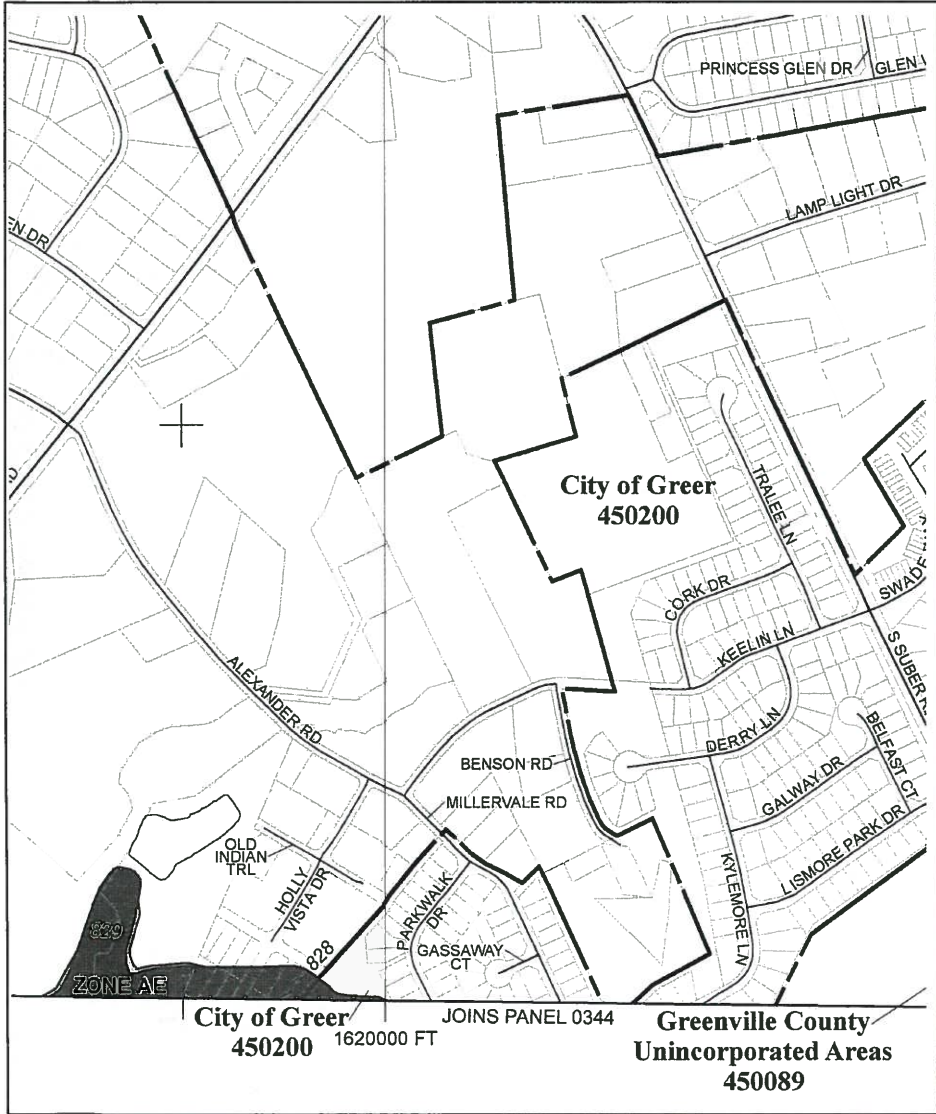 PRINCESS GLEN DR
GLEN
LAMP LIGHT DR
EN DR
City of Greer
450200
TRALEE LN
CORK DR
KEELIN LN
SWADE
S SUBER R
ALEXANDER RD
BENSON RD
MILLERVALE RD
DERRY LN
BELFAST CT
GALWAY DR
LISMORE PARK DR
KYLEMORE LN
OLD
INDIAN
TRL
HOLLY
VISTA DR
PARKWALK
DR
GASSAWAY
CT
828
829
ZONE AE
City of Greer
450200
1620000 FT
JOINS PANEL 0344
Greenville County
Unincorporated Areas
450089